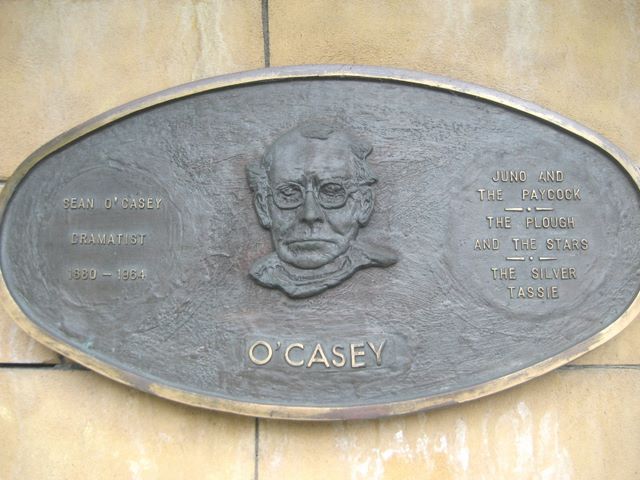 SEAN O'CASEY
DRAMATIST
1880 – 1964
JUNO AND
THE PAYCOCK
THE PLOUGH
AND THE STARS
THE SILVER
TASSIE
O'CASEY